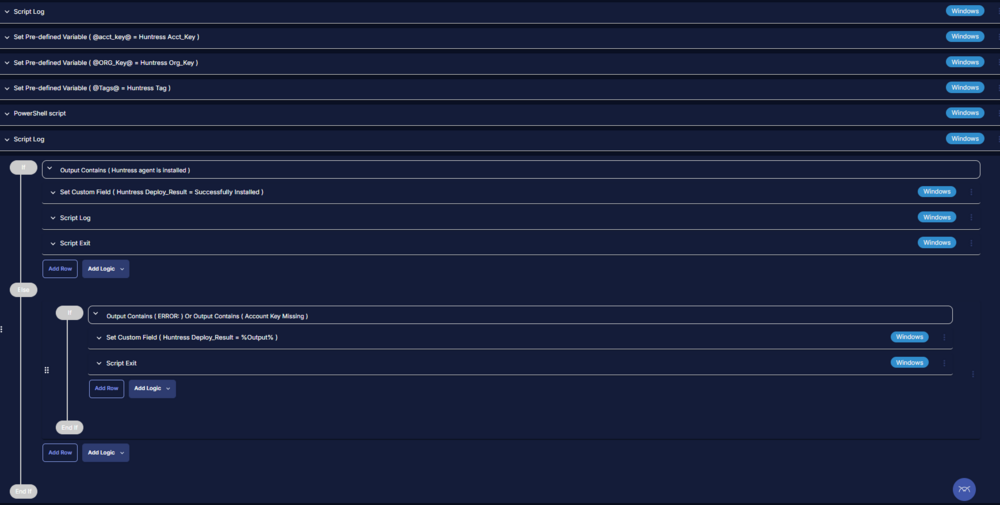 Script Log Windows
Set Pre-defined Variable ( @acct_key@ = Huntress Acct_Key ) Windows
Set Pre-defined Variable ( @ORG_Key@ = Huntress Org_Key ) Windows
Set Pre-defined Variable ( @Tags@ = Huntress Tag ) Windows
PowerShell script Windows
Script Log Windows
If Output Contains ( Huntress agent is Installed )
Set Custom Field ( Huntress Deploy_Result = Successfully Installed ) Windows
Script Log Windows
Script Exit Windows
Add Row Add Logic
Else
If Output Contains ( ERROR: ) Or Output Contains ( Account Key Missing )
Set Custom Field ( Huntress Deploy_Result = %Output% ) Windows
Script Exit Windows
Add Row Add Logic
End If
Add Row Add Logic
End If